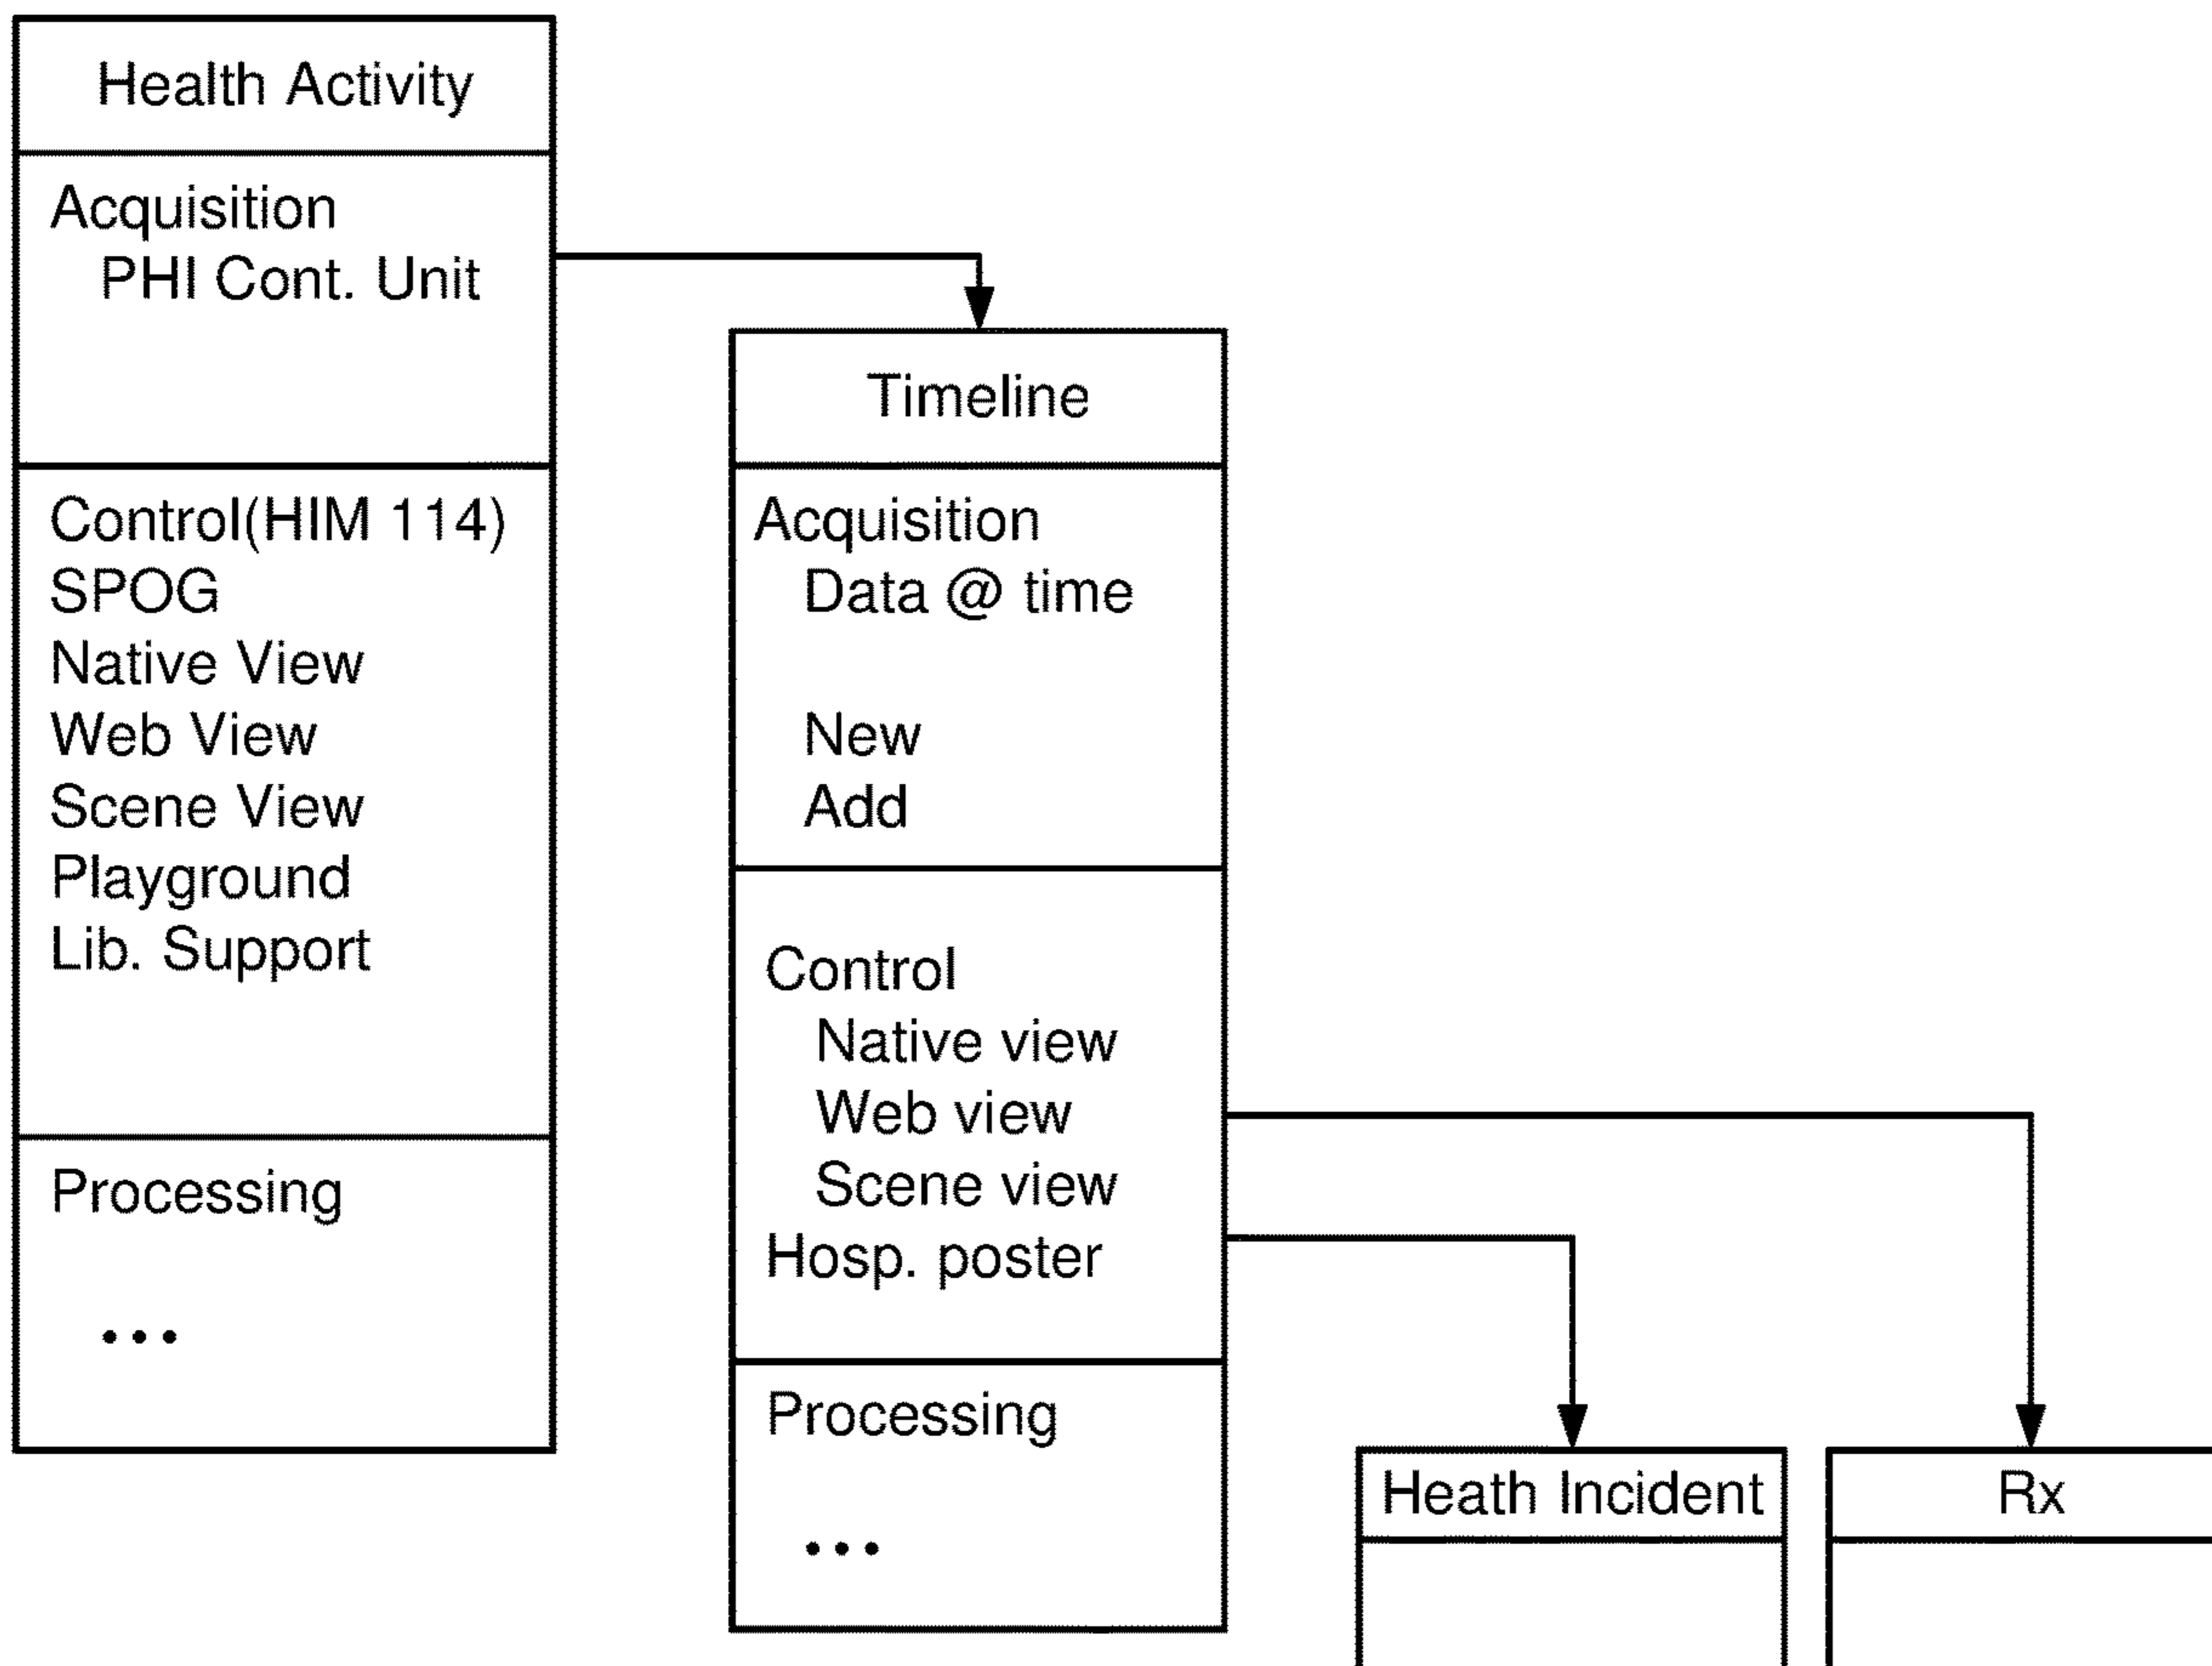 Health Activity
Acquisition
PHI Cont. Unit
Control(HIM 114)
SPOG
Native View
Web View
Scene View
Playground
Lib. Support
Processing
...
Timeline
Acquisition
Data @ time
New
Add
Control
Native view
Web view
Scene view
Hosp. poster
Processing
...
Heath Incident
Rx